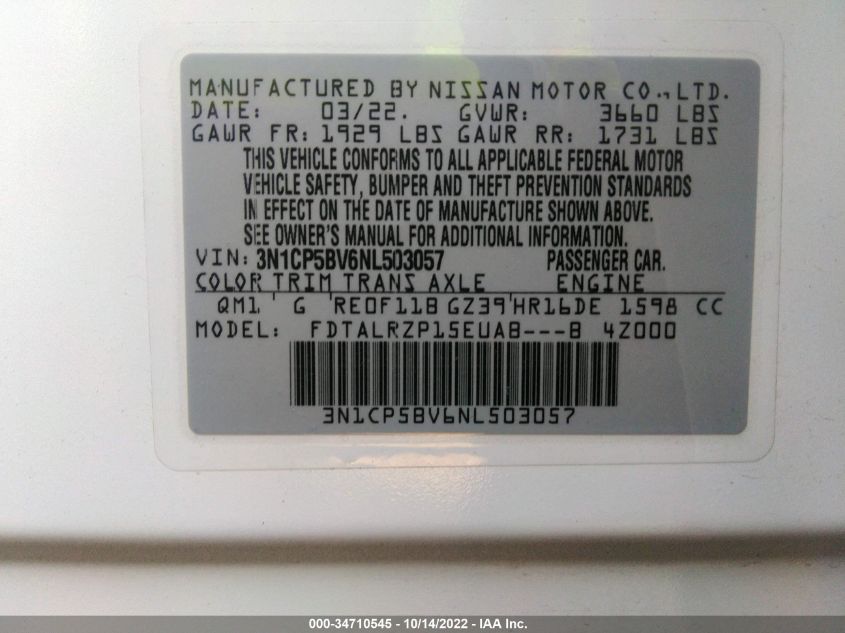 MANUFACTURED BY NISSAN MOTOR CO.,LTD.
DATE: 03/22. GVWR: 3660 LBS
GAWR FR: 1929 LBS GAWR RR: 1731 LBS
THIS VEHICLE CONFORMS TO ALL APPLICABLE FEDERAL MOTOR
VEHICLE SAFETY, BUMPER AND THEFT PREVENTION STANDARDS
IN EFFECT ON THE DATE OF MANUFACTURE SHOWN ABOVE.
SEE OWNER'S MANUAL FOR ADDITIONAL INFORMATION.
VIN: 3N1CP5BV6NL503057 PASSENGER CAR.
COLOR TRIM TRANS AXLE ENGINE
QM1 G RE0F11B GZ39 HR16DE 1598 CC
MODEL: FDTALRZP15EUAB---B 4Z000
3N1CP5BV6NL503057
000-34710545 - 10/14/2022 - IAA Inc.